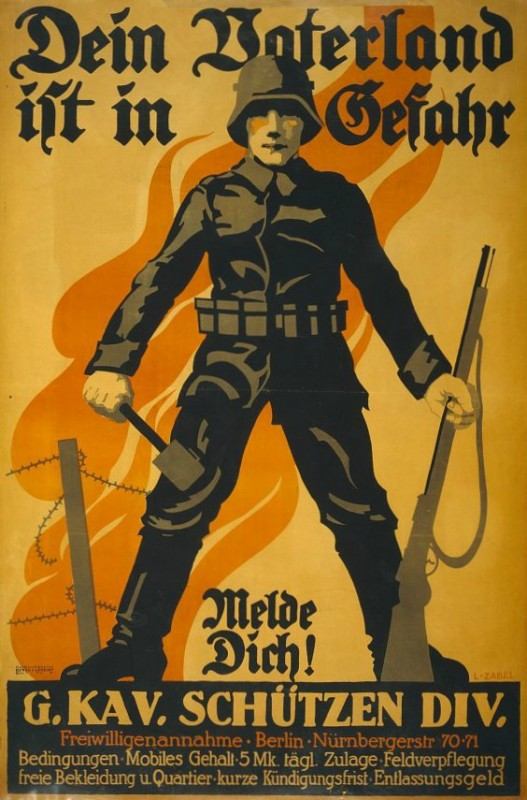 Dein Vaterland
ist in Gefahr
Melde
Dich!
L·ZABEL
G. KAV. SCHÜTZEN DIV.
Freiwilligenannahme · Berlin · Nürnbergerstr 70·71
Bedingungen · Mobiles Gehalt · 5 Mk. tägl. Zulage · Feldverpflegung
freie Bekleidung u Quartier · kurze Kündigungsfrist · Entlassungsgeld